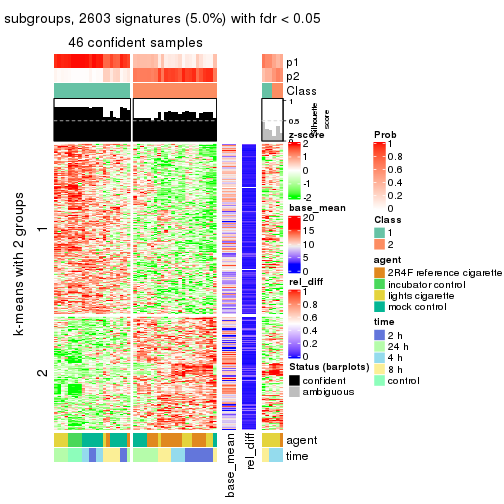 subgroups, 2603 signatures (5.0%) with fdr < 0.05
46 confident samples
p1
p2
Class
1
0.5
0
Silhouette
score
k-means with 2 groups
1
2
z-score
2
1
0
-1
-2
base_mean
20
15
10
5
0
rel_diff
1
0.8
0.6
0.4
0.2
0
Status (barplots)
confident
ambiguous
Prob
1
0.8
0.6
0.4
0.2
0
Class
1
2
agent
2R4F reference cigarette
incubator control
lights cigarette
mock control
time
2 h
24 h
4 h
8 h
control
agent
time
base_mean
rel_diff